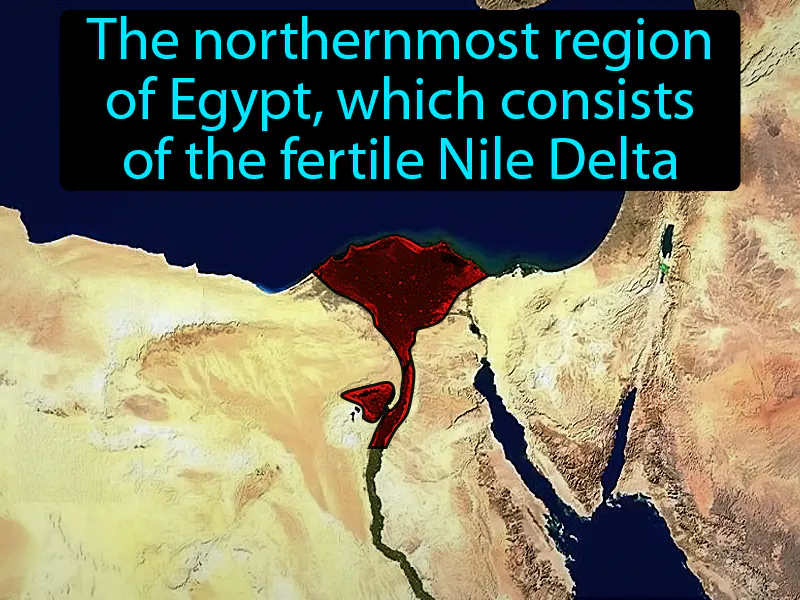 The northernmost region
of Egypt, which consists
of the fertile Nile Delta